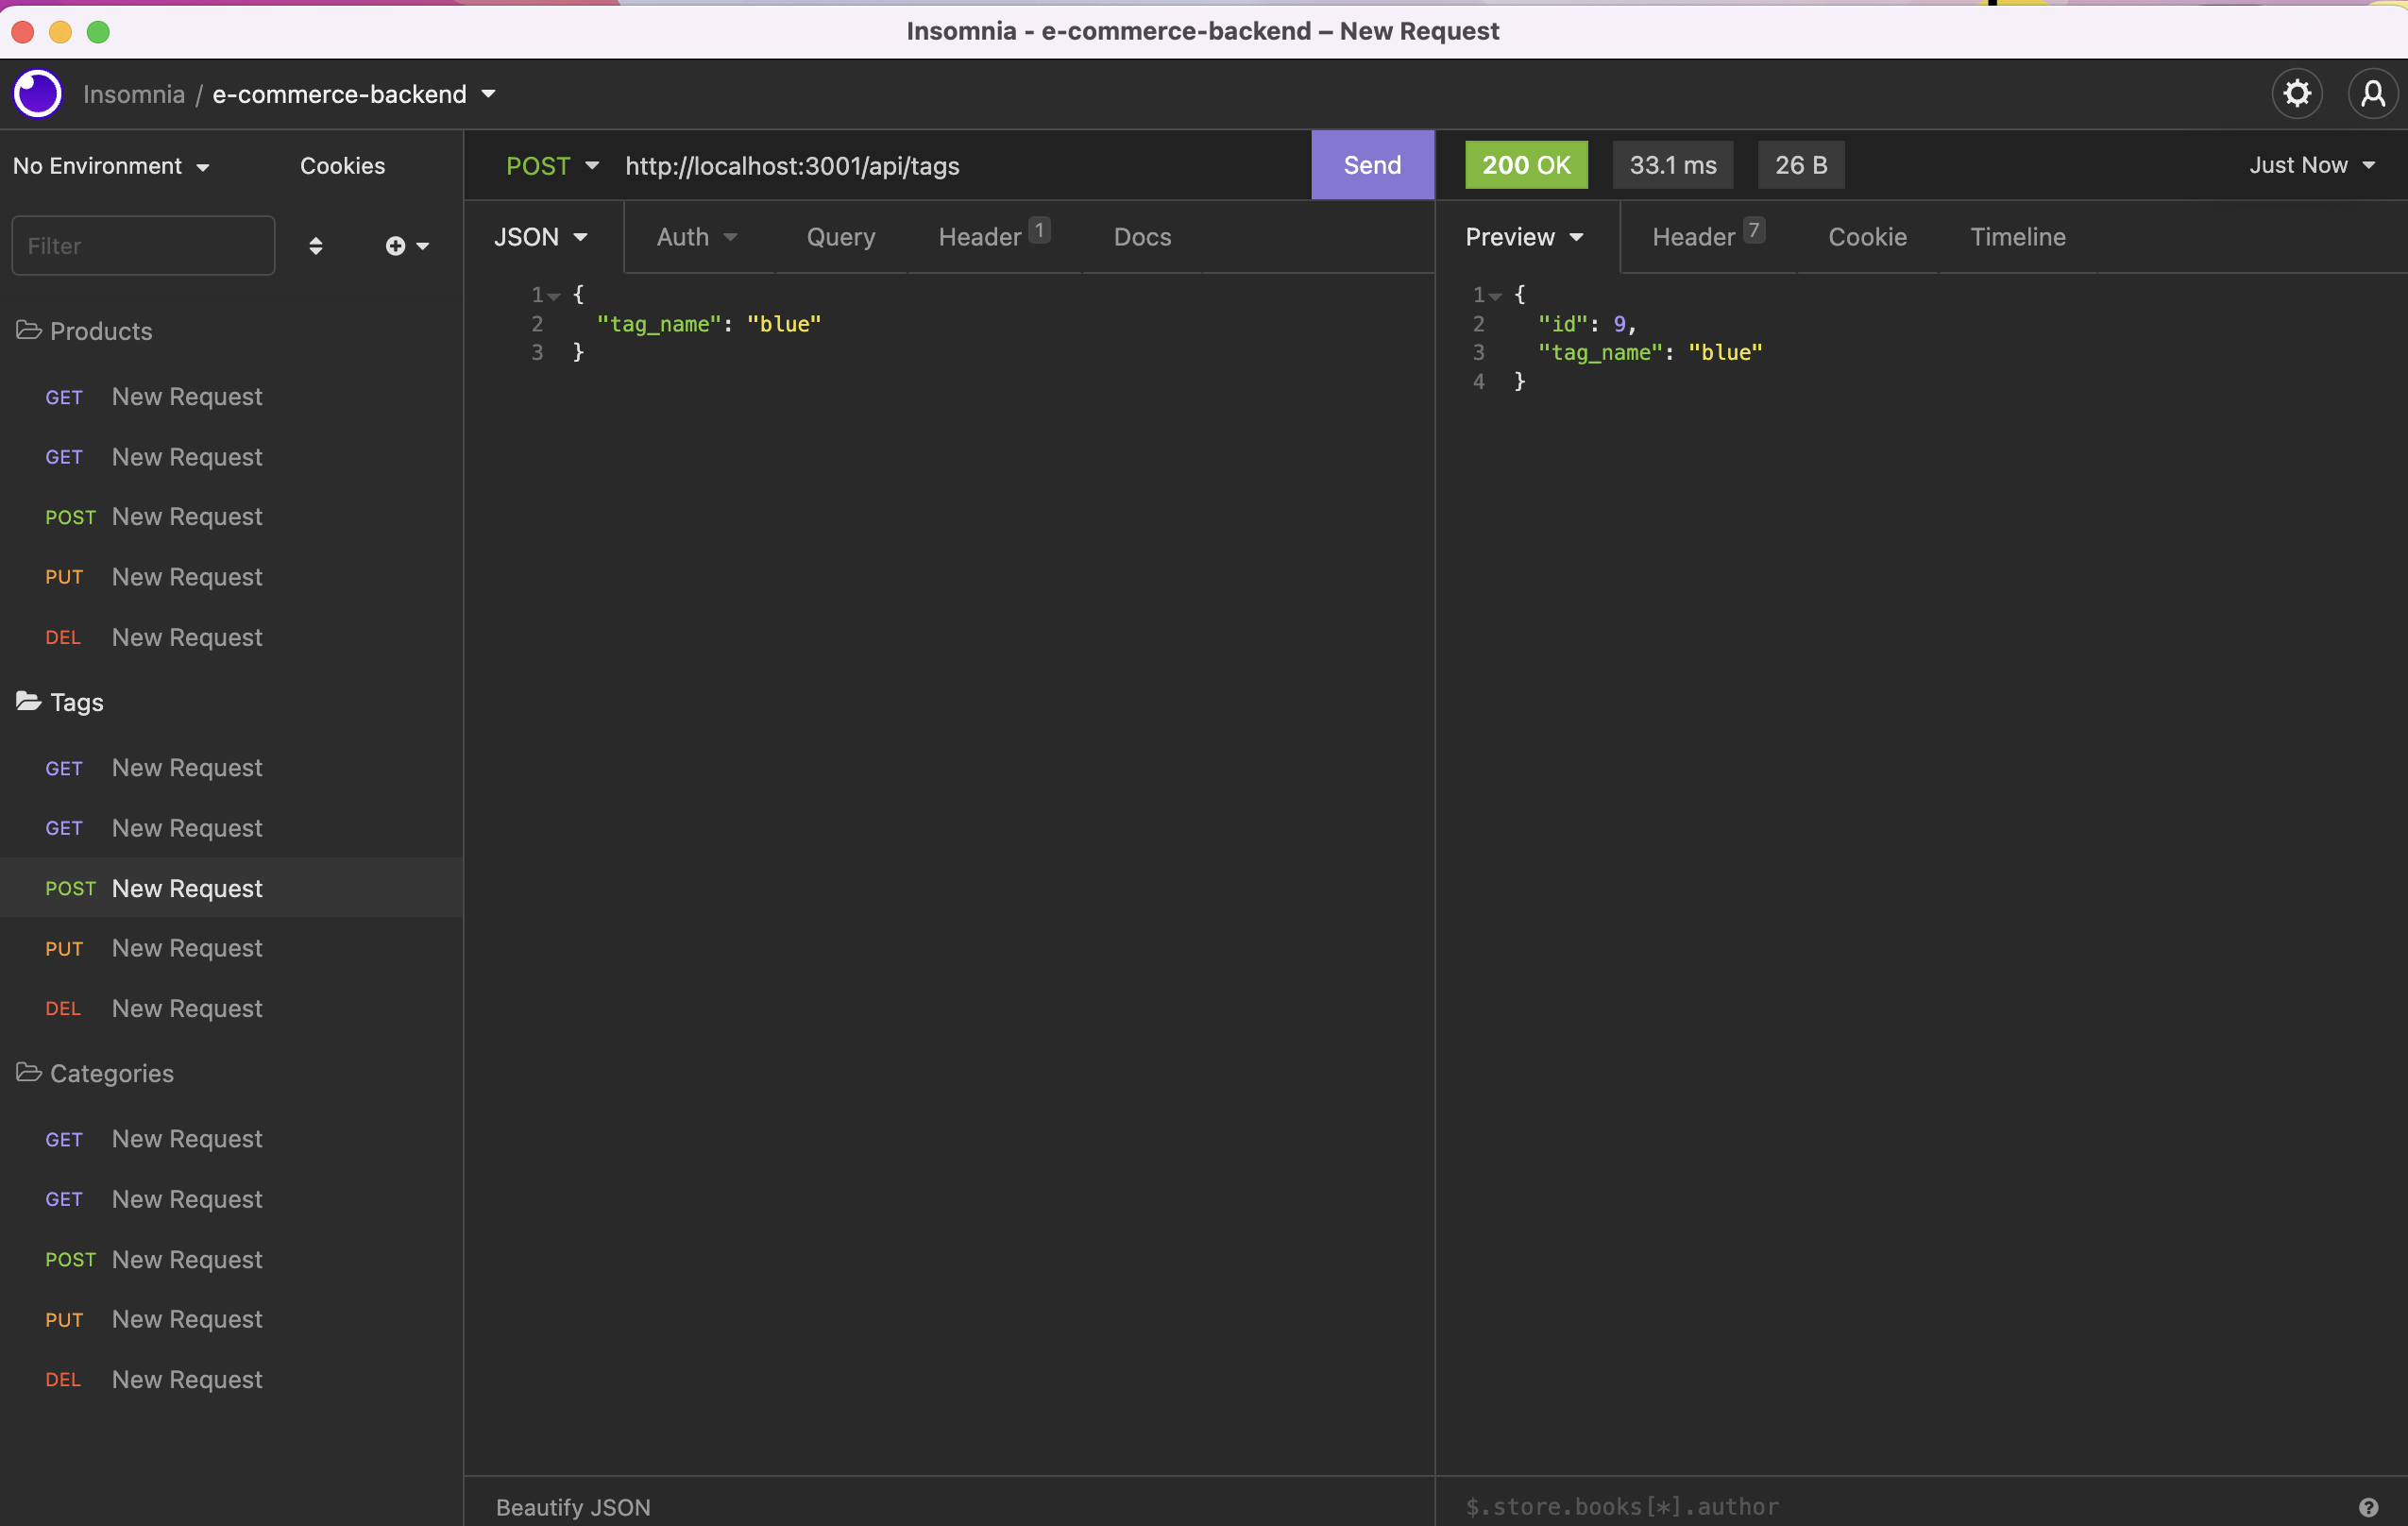 Insomnia - e-commerce-backend – New Request
Insomnia / e-commerce-backend
No Environment Cookies
POST http://localhost:3001/api/tags Send
200 OK 33.1 ms 26 B Just Now
Filter
JSON Auth Query Header 1 Docs
Preview Header 7 Cookie Timeline
1 {
2 "tag_name": "blue"
3 }
1 {
2 "id": 9,
3 "tag_name": "blue"
4 }
Products
GET New Request
GET New Request
POST New Request
PUT New Request
DEL New Request
Tags
GET New Request
GET New Request
POST New Request
PUT New Request
DEL New Request
Categories
GET New Request
GET New Request
POST New Request
PUT New Request
DEL New Request
Beautify JSON
$.store.books[*].author